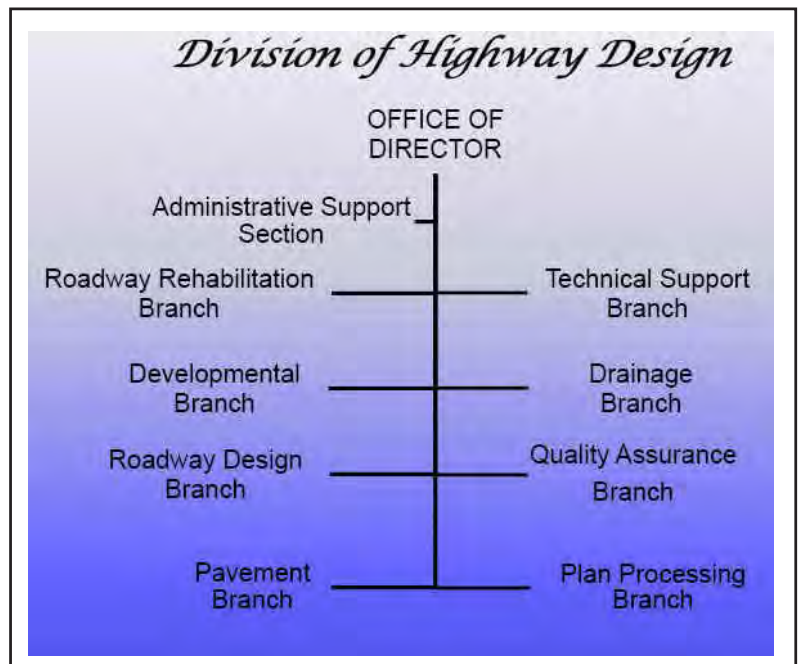 Division of Highway Design
OFFICE OF
DIRECTOR
Administrative Support
Section
Roadway Rehabilitation
Branch
Technical Support
Branch
Developmental
Branch
Drainage
Branch
Roadway Design
Branch
Quality Assurance
Branch
Pavement
Branch
Plan Processing
Branch